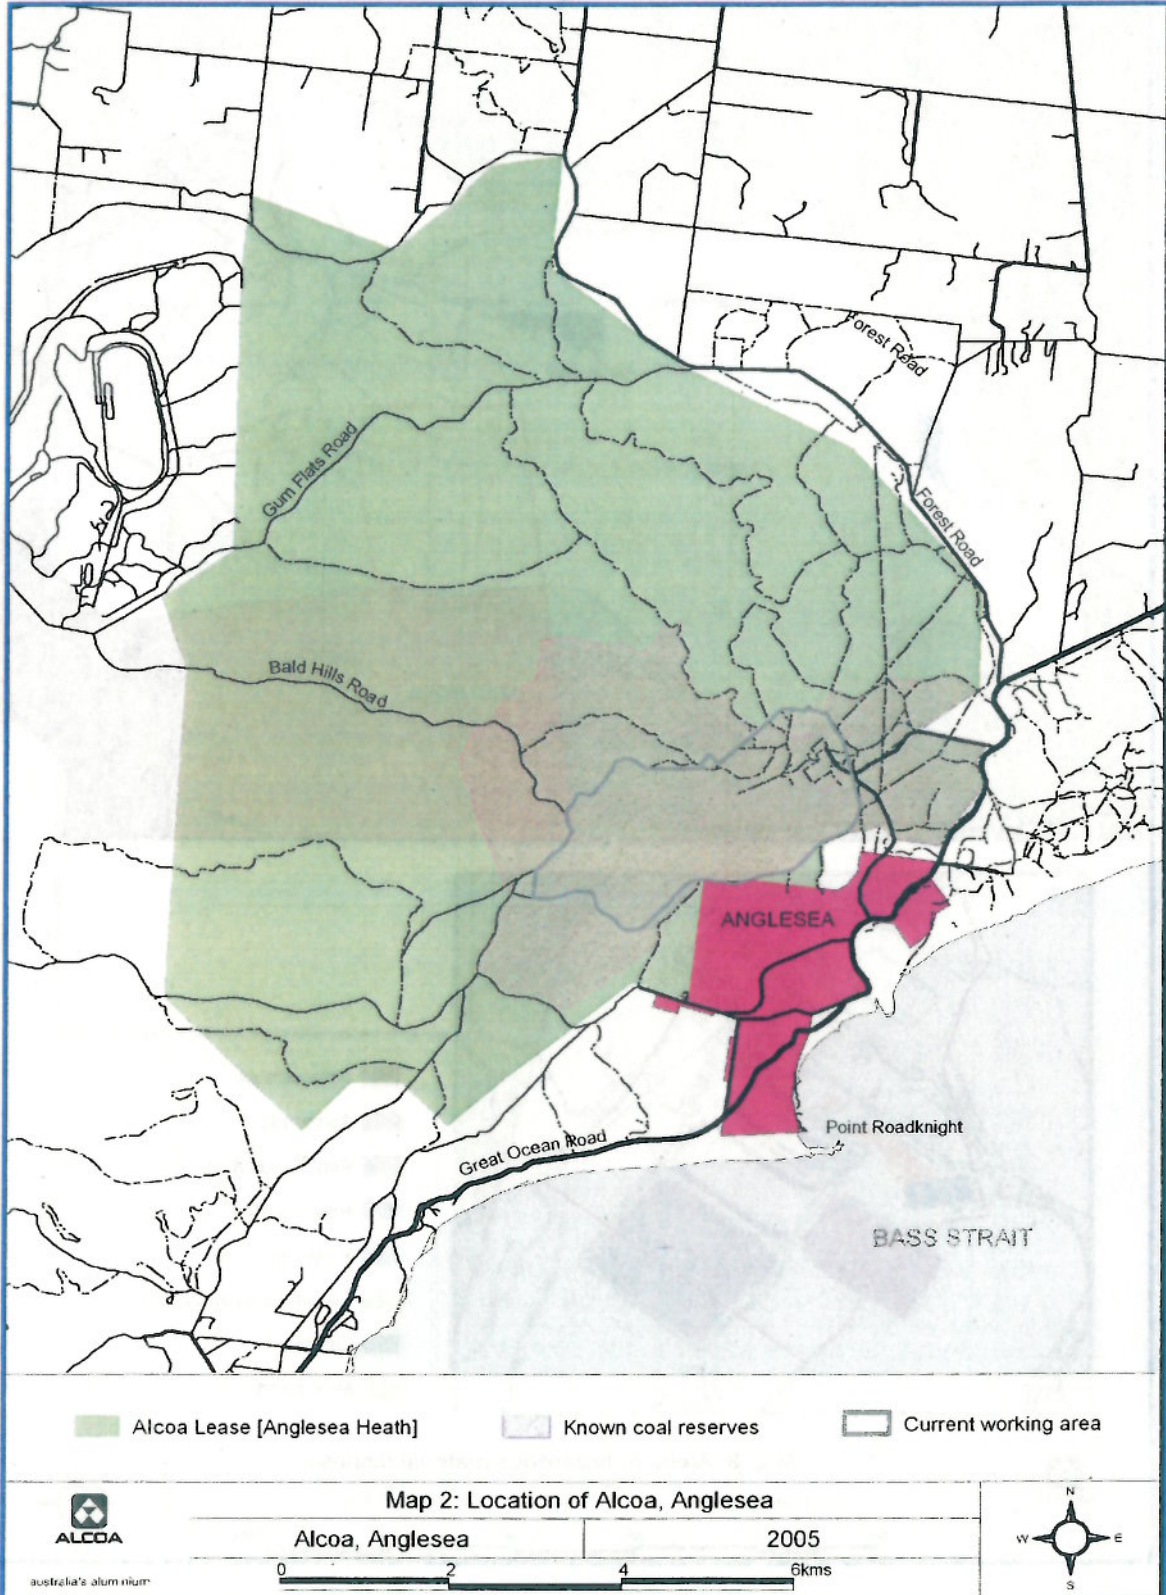 Forest Road
Gum Flats Road
Forest Road
Bald Hills Road
ANGLESEA
Point Roadknight
Great Ocean Road
BASS STRAIT
Alcoa Lease [Anglesea Heath]
Known coal reserves
Current working area
Map 2: Location of Alcoa, Anglesea
Alcoa, Anglesea
2005
0 2 4 6kms
ALCOA
australia's aluminium
N
W E
S